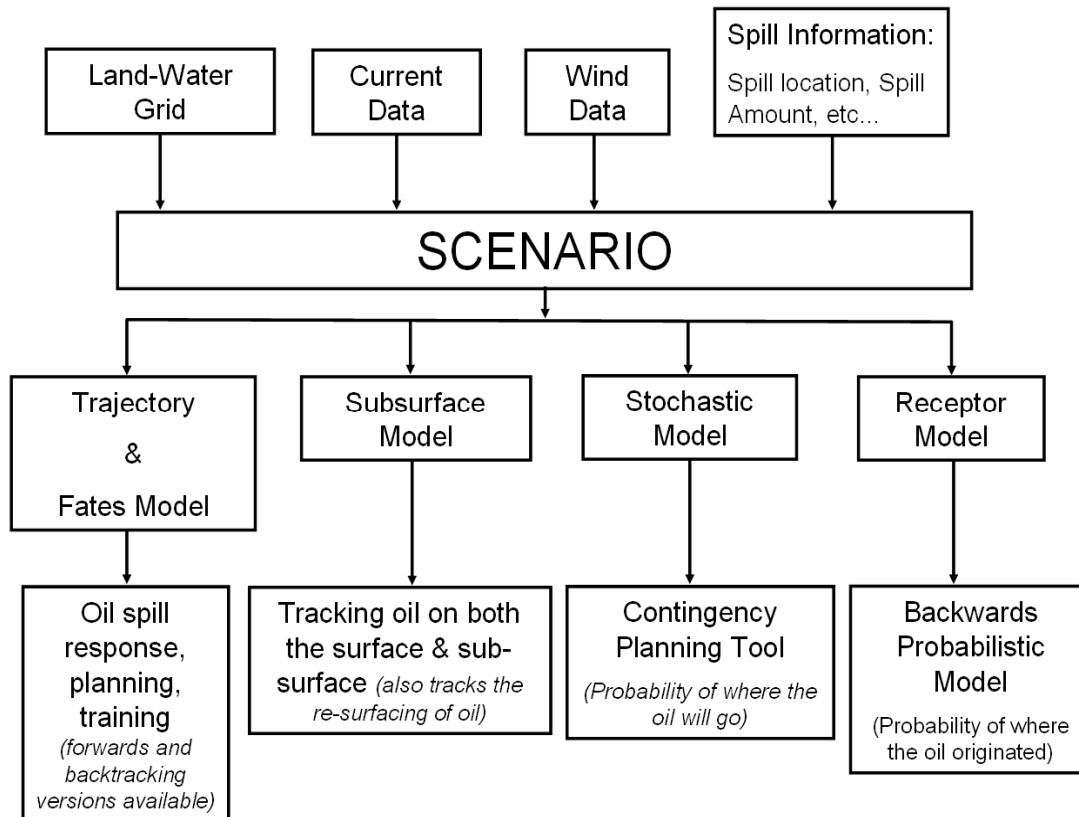 Land-Water
Grid
Current
Data
Wind
Data
Spill Information:
Spill location, Spill
Amount, etc...
SCENARIO
Trajectory
&
Fates Model
Subsurface
Model
Stochastic
Model
Receptor
Model
Oil spill
response,
planning,
training
(forwards and
backtracking
versions available)
Tracking oil on both
the surface & sub-
surface (also tracks the
re-surfacing of oil)
Contingency
Planning Tool
(Probability of where the
oil will go)
Backwards
Probabilistic
Model
(Probability of where
the oil originated)